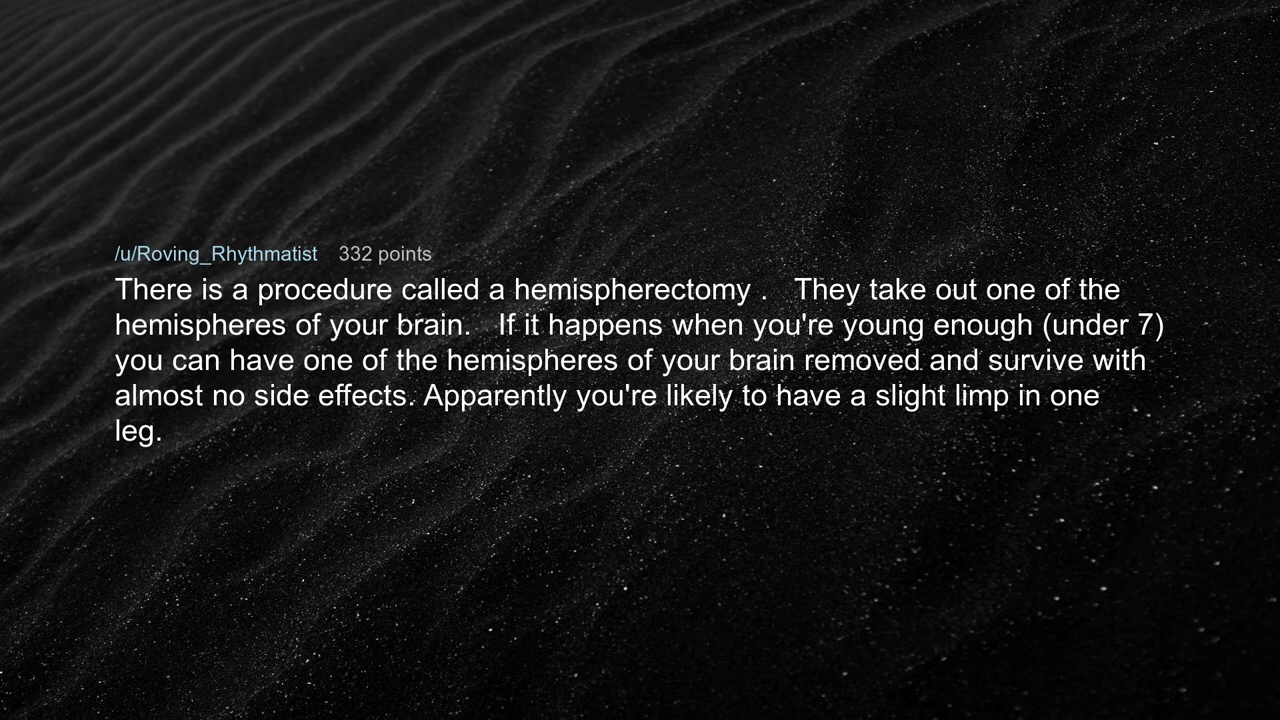 /u/Roving_Rhythmatist 332 points
There is a procedure called a hemispherectomy . They take out one of the
hemispheres of your brain. If it happens when you're young enough (under 7)
you can have one of the hemispheres of your brain removed and survive with
almost no side effects. Apparently you're likely to have a slight limp in one
leg.